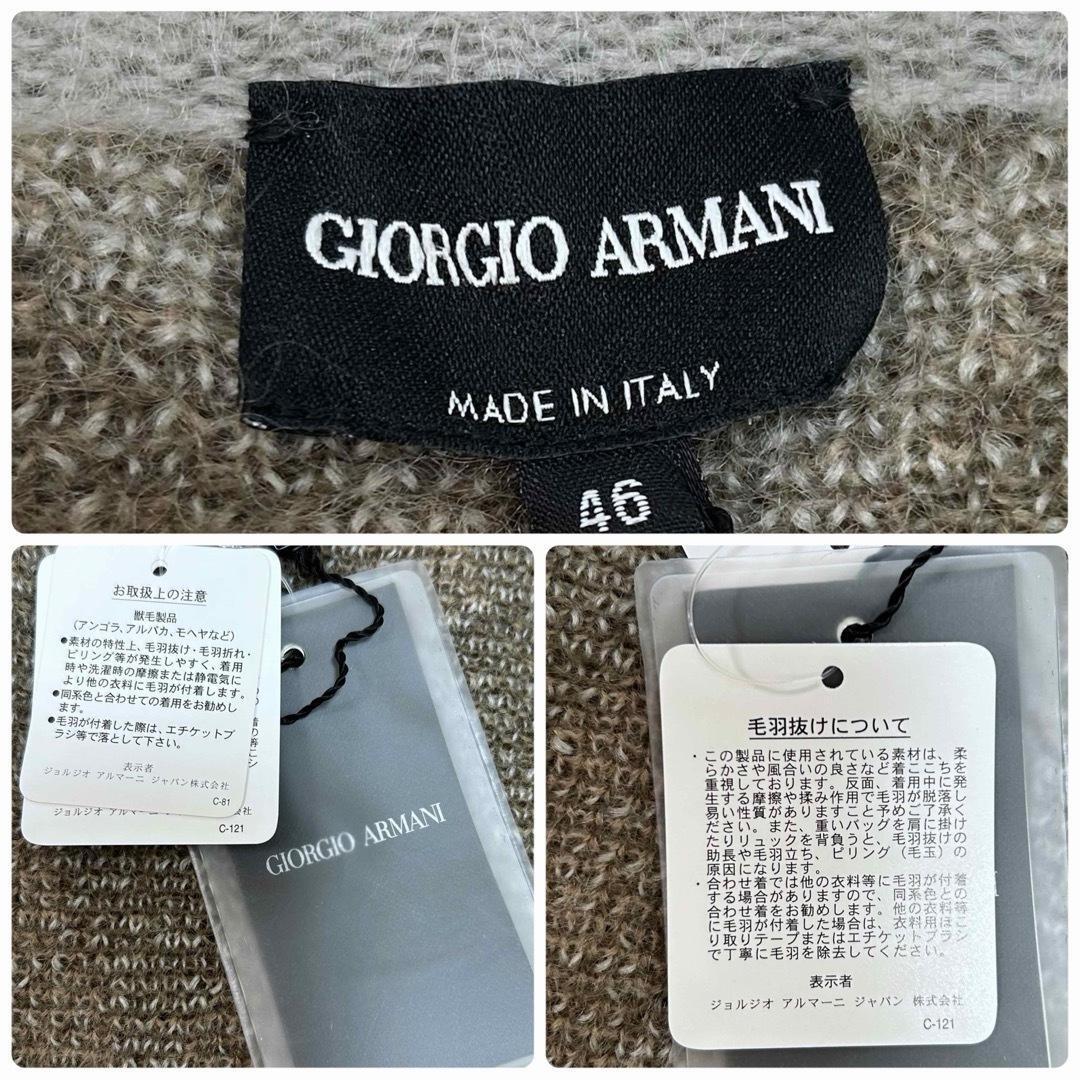 GIORGIO ARMANI
MADE IN ITALY
46
お取扱上の注意
獣毛製品
(アンゴラ、アルパカ、モヘヤなど)
●素材の特性上、毛羽抜け・毛羽折れ・
ピリング等が発生しやすく、着用
時や洗濯時の摩擦または静電気に
より他の衣料に毛羽が付着します。
●同系色と合わせての着用をお勧めし
ます。
●毛羽が付着した際は、エチケットブ
ラシ等で落として下さい。
表示者
ジョルジオ アルマーニ ジャパン株式会社
C-81
C-121
GIORGIO ARMANI
毛羽抜けについて
・この製品に使用されている素材は、柔
らかさや風合いの良さなど着ここちを
重視しております。反面、着用中に発
生する摩擦や揉み作用で毛羽が脱落し
易い性質がありますこと予めご了承く
ださい。また、重いバッグを肩に掛け
たりリュックを背負うと、毛羽抜けの
助長や毛羽立ち、ピリング（毛玉）の
原因になります。
・合わせ着では他の衣料等に毛羽が付着
する場合がありますので、同系色との
合わせ着をお勧めします。他の衣料等
に毛羽が付着した場合は、衣料用ほこ
り取りテープまたはエチケットブラシ
で丁寧に毛羽を除去してください。
表示者
ジョルジオ アルマーニ ジャパン 株式会社
C-121